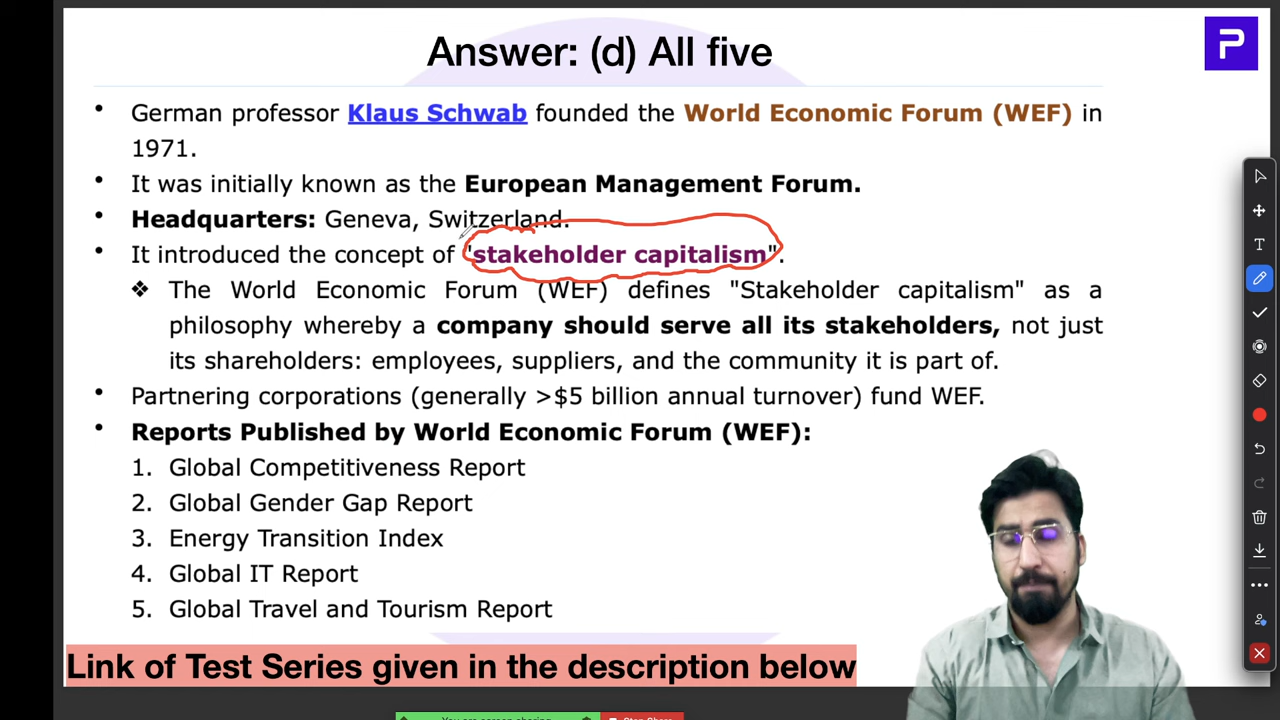 Answer: (d) All five
P
• German professor Klaus Schwab founded the World Economic Forum (WEF) in
1971.
• It was initially known as the European Management Forum.
• Headquarters: Geneva, Switzerland.
• It introduced the concept of "stakeholder capitalism".
❖ The World Economic Forum (WEF) defines "Stakeholder capitalism" as a
philosophy whereby a company should serve all its stakeholders, not just
its shareholders: employees, suppliers, and the community it is part of.
• Partnering corporations (generally >$5 billion annual turnover) fund WEF.
• Reports Published by World Economic Forum (WEF):
1. Global Competitiveness Report
2. Global Gender Gap Report
3. Energy Transition Index
4. Global IT Report
5. Global Travel and Tourism Report
Link of Test Series given in the description below
T